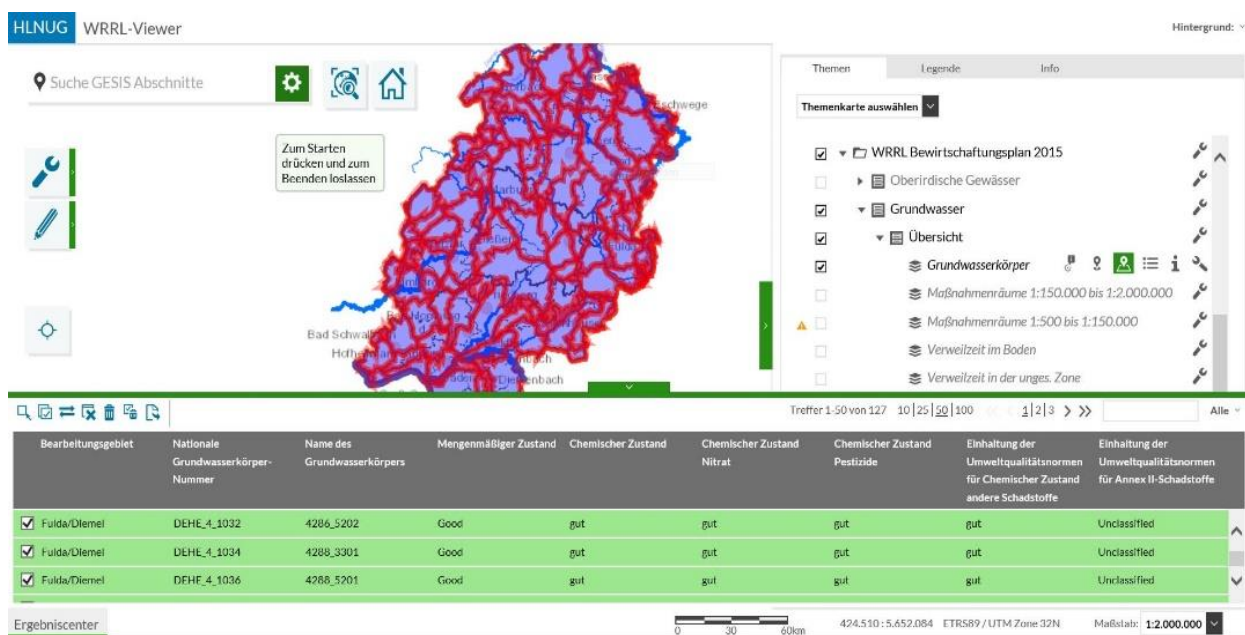 HLNUG WRRL-Viewer
Hintergrund:
Suche GESIS Abschnitte
Zum Starten
drücken und zum
Beenden loslassen
schwege
Bad Schwal
Themen Legende Info
Themenkarte auswählen
WRRL Bewirtschaftungsplan 2015
Oberirdische Gewässer
Grundwasser
Übersicht
Grundwasserkörper
Maßnahmenräume 1:150.000 bis 1:2.000.000
Maßnahmenräume 1:500 bis 1:150.000
Verweilzeit im Boden
Verweilzeit in der unges. Zone
Treffer 1-50 von 127 10|25|50|100 1|2|3 Alle
Bearbeitungsgebiet
Nationale
Grundwasserkörper-
Nummer
Name des
Grundwasserkörpers
Mengenmäßiger Zustand
Chemischer Zustand
Chemischer Zustand
Nitrat
Chemischer Zustand
Pestizide
Einhaltung der
Umweltqualitätsnormen
für Chemischer Zustand
andere Schadstoffe
Einhaltung der
Umweltqualitätsnormen
für Annex II-Schadstoffe
Fulda/Diemel DEHE_4_1032 4286_5202 Good gut gut gut gut Unclassified
Fulda/Diemel DEHE_4_1034 4288_3301 Good gut gut gut gut Unclassified
Fulda/Diemel DEHE_4_1036 4288_5201 Good gut gut gut gut Unclassified
Ergebniscenter
0 30 60km
424.510 : 5.652.084 ETRS89 / UTM Zone 32N Maßstab: 1:2.000.000